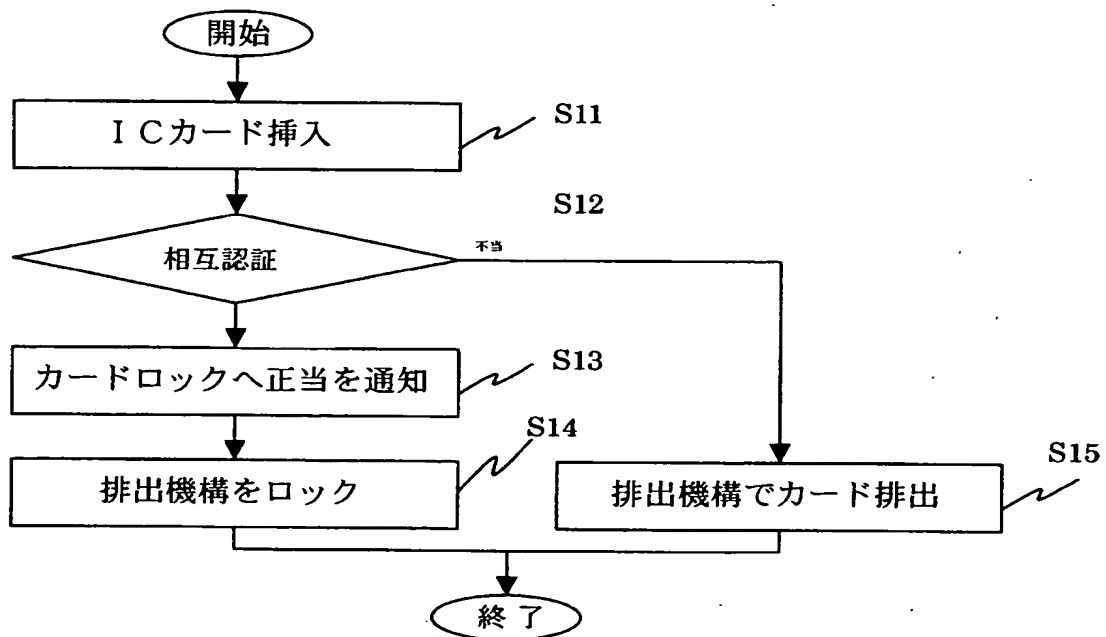 開始
ＩＣカード挿入
S11
S12
相互認証
不当
カードロックへ正当を通知
S13
S14
排出機構をロック
S15
排出機構でカード排出
終了